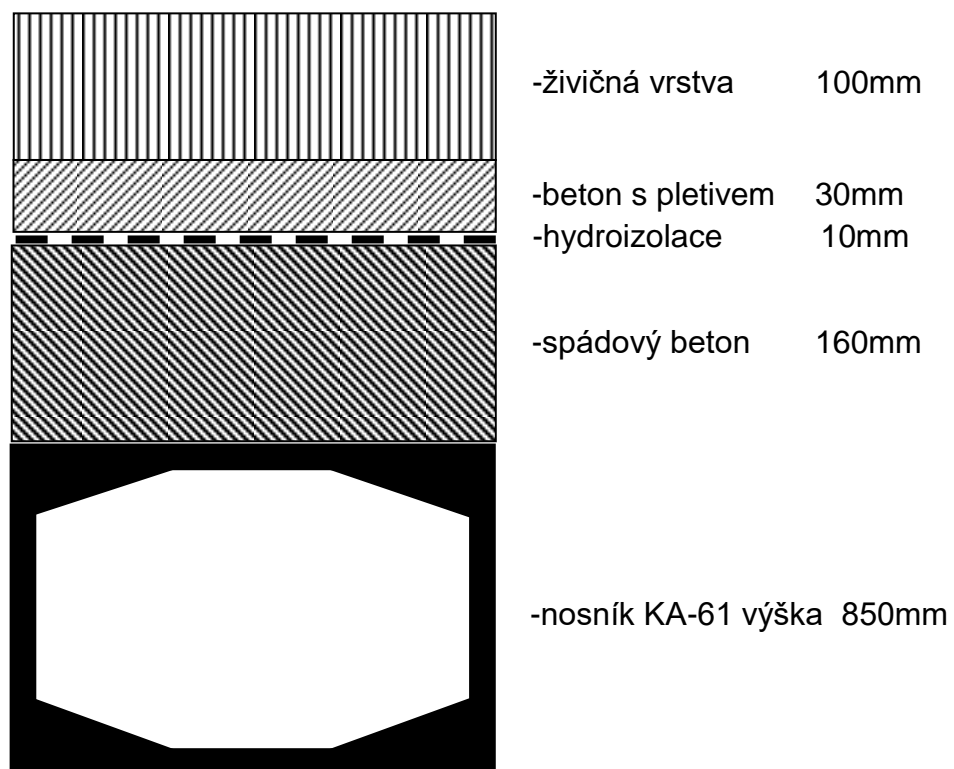 -živičná vrstva 100mm
-beton s pletivem 30mm
-hydroizolace 10mm
-spádový beton 160mm
-nosník KA-61 výška 850mm